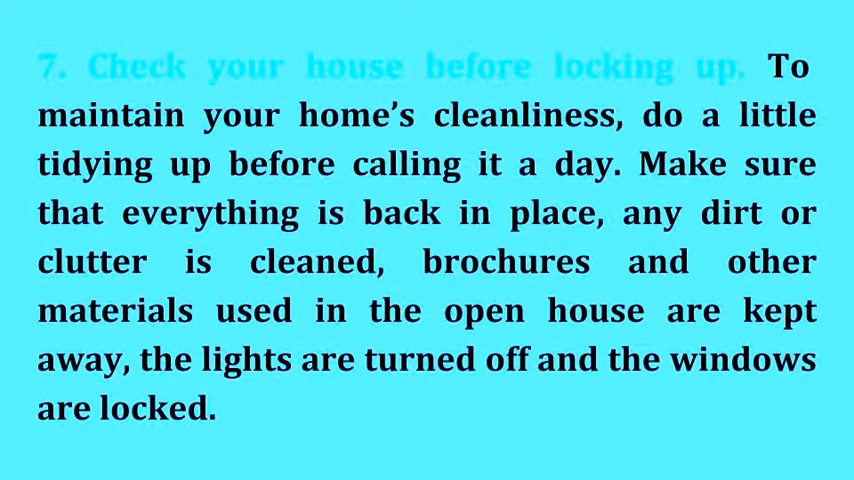 7. Check your house before locking up. To
maintain your home’s cleanliness, do a little
tidying up before calling it a day. Make sure
that everything is back in place, any dirt or
clutter is cleaned, brochures and other
materials used in the open house are kept
away, the lights are turned off and the windows
are locked.